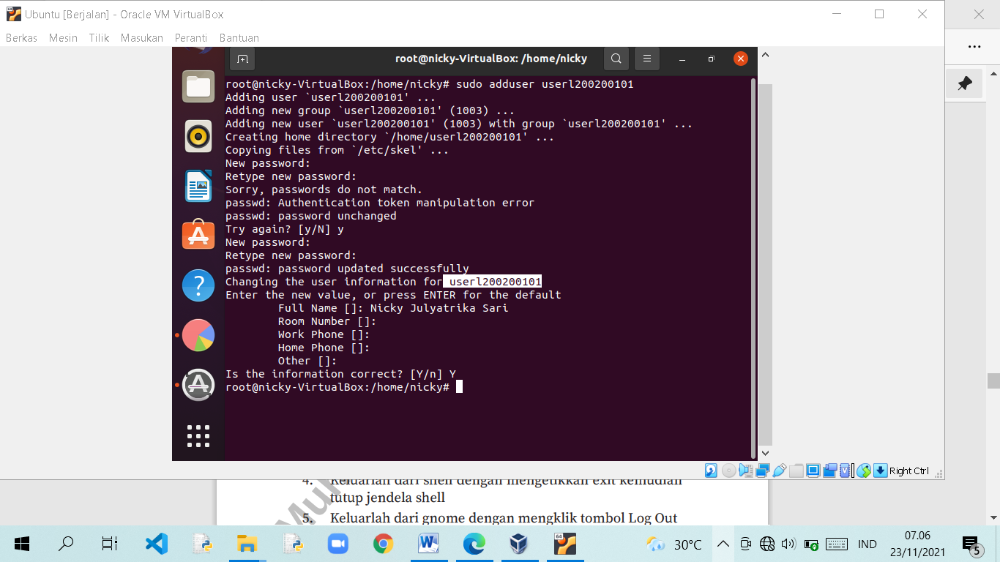 Ubuntu [Berjalan] - Oracle VM VirtualBox
Berkas Mesin Tilik Masukan Peranti Bantuan
root@nicky-VirtualBox: /home/nicky
root@nicky-VirtualBox:/home/nicky# sudo adduser userl200200101
Adding user `userl200200101' ...
Adding new group `userl200200101' (1003) ...
Adding new user `userl200200101' (1003) with group `userl200200101' ...
Creating home directory `/home/userl200200101' ...
Copying files from `/etc/skel' ...
New password:
Retype new password:
Sorry, passwords do not match.
passwd: Authentication token manipulation error
passwd: password unchanged
Try again? [y/N] y
New password:
Retype new password:
passwd: password updated successfully
Changing the user information for userl200200101
Enter the new value, or press ENTER for the default
Full Name []: Nicky Julyatrika Sari
Room Number []:
Work Phone []:
Home Phone []:
Other []:
Is the information correct? [Y/n] Y
root@nicky-VirtualBox:/home/nicky#
Right Ctrl
4. Keluarlah dari shell dengan mengetikkan exit kemudian
tutup jendela shell
5. Keluarlah dari gnome dengan mengklik tombol Log Out
30°C
IND
07.06
23/11/2021
5
64